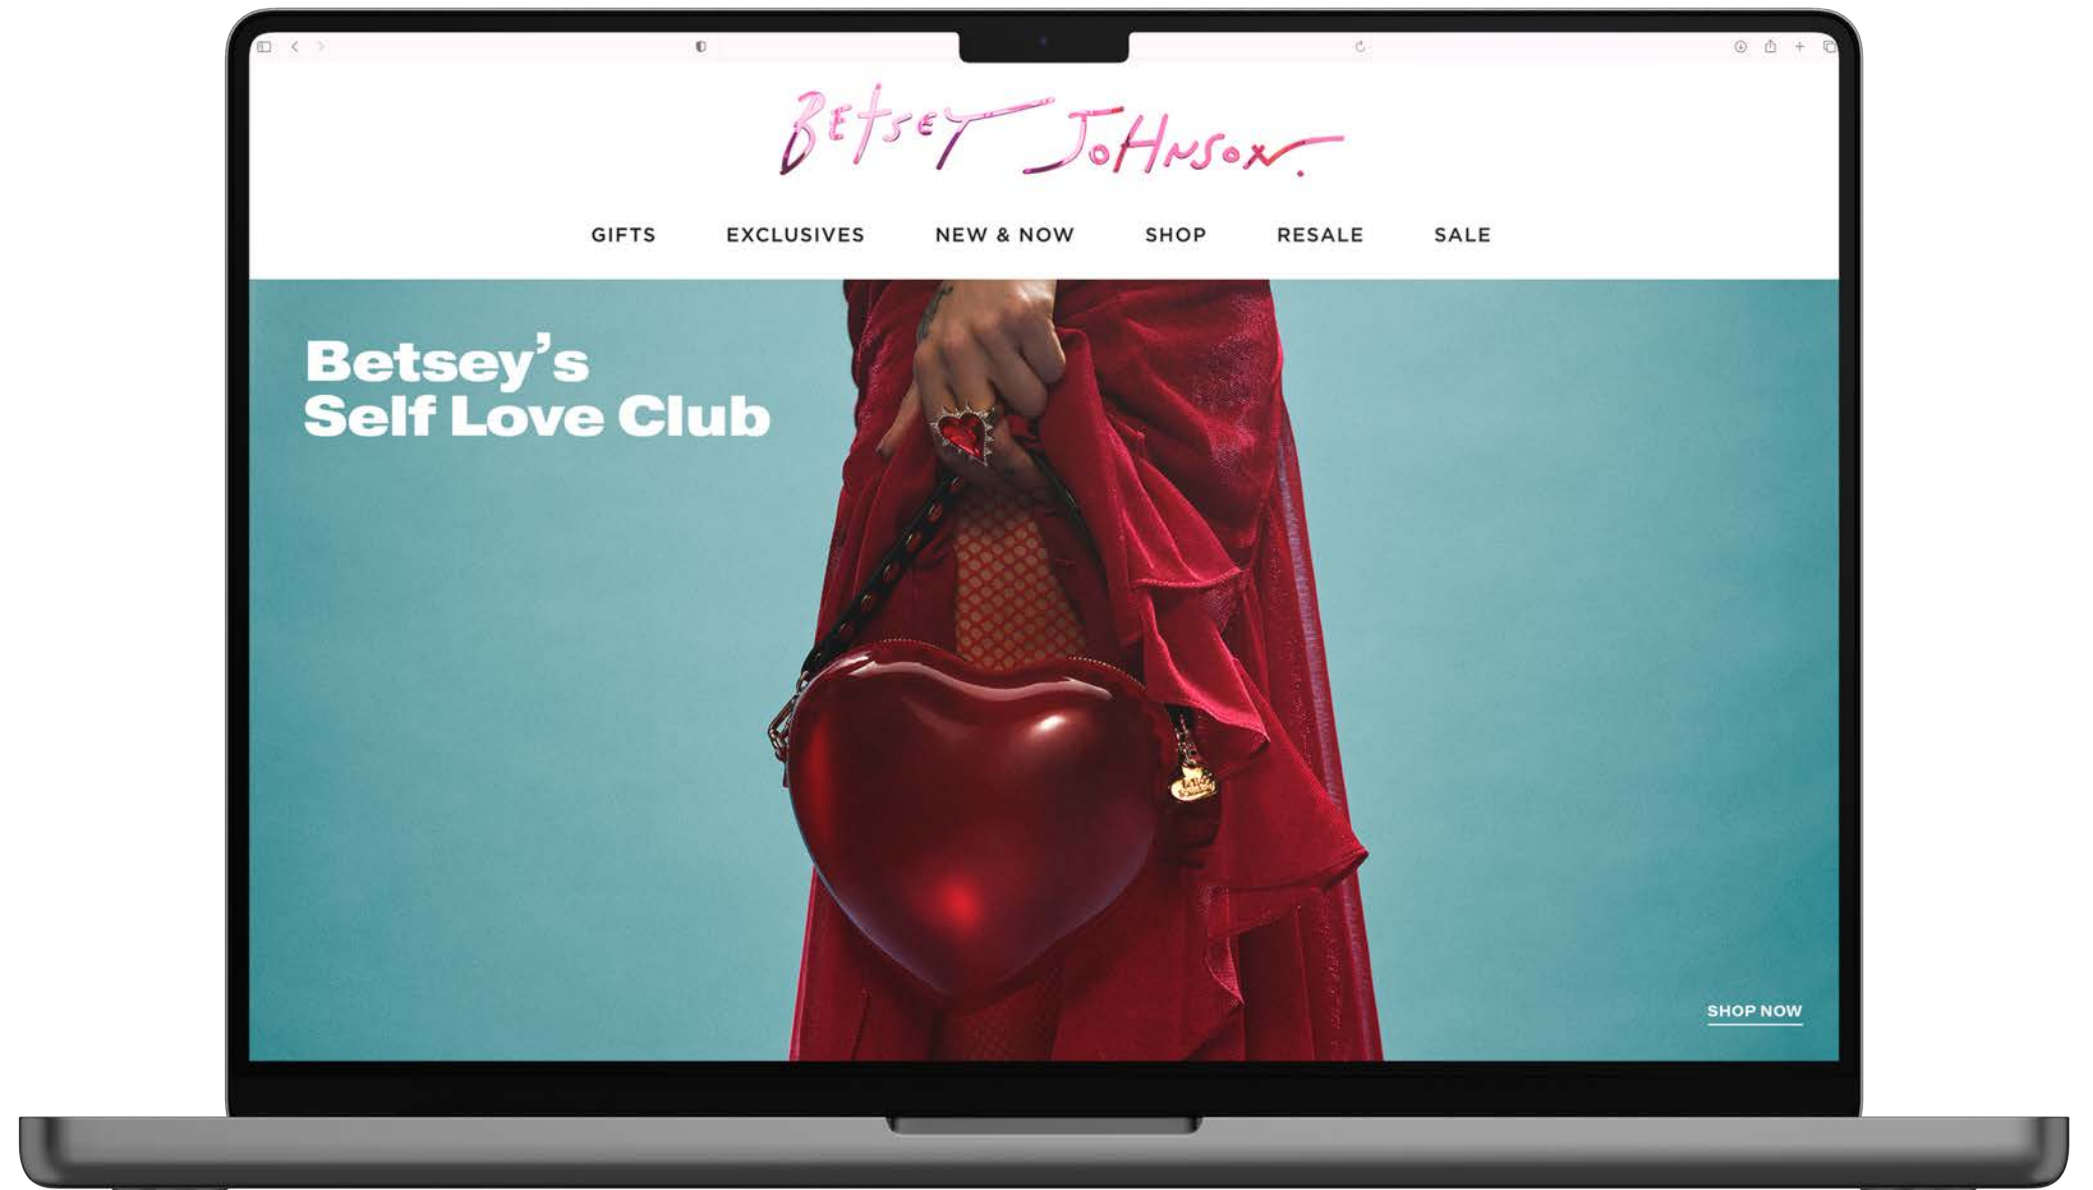 BETSEY JOHNSON.
GIFTS EXCLUSIVES NEW & NOW SHOP RESALE SALE
Betsey's
Self Love Club
SHOP NOW